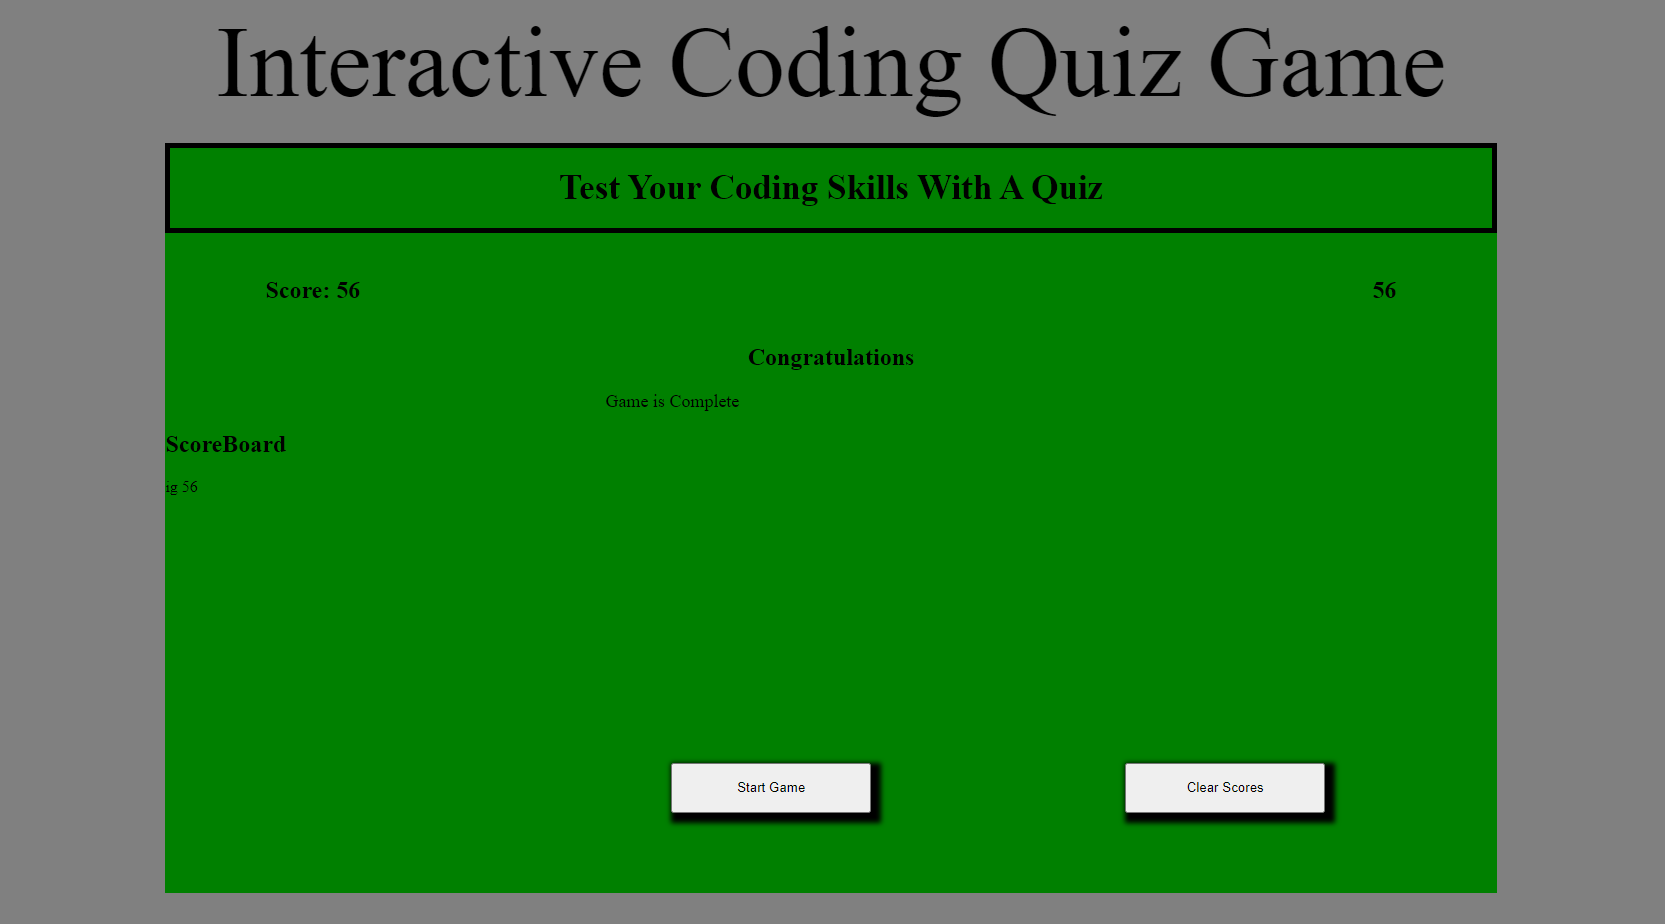 Interactive Coding Quiz Game
Test Your Coding Skills With A Quiz
Score: 56
56
Congratulations
Game is Complete
ScoreBoard
ig 56
Start Game
Clear Scores